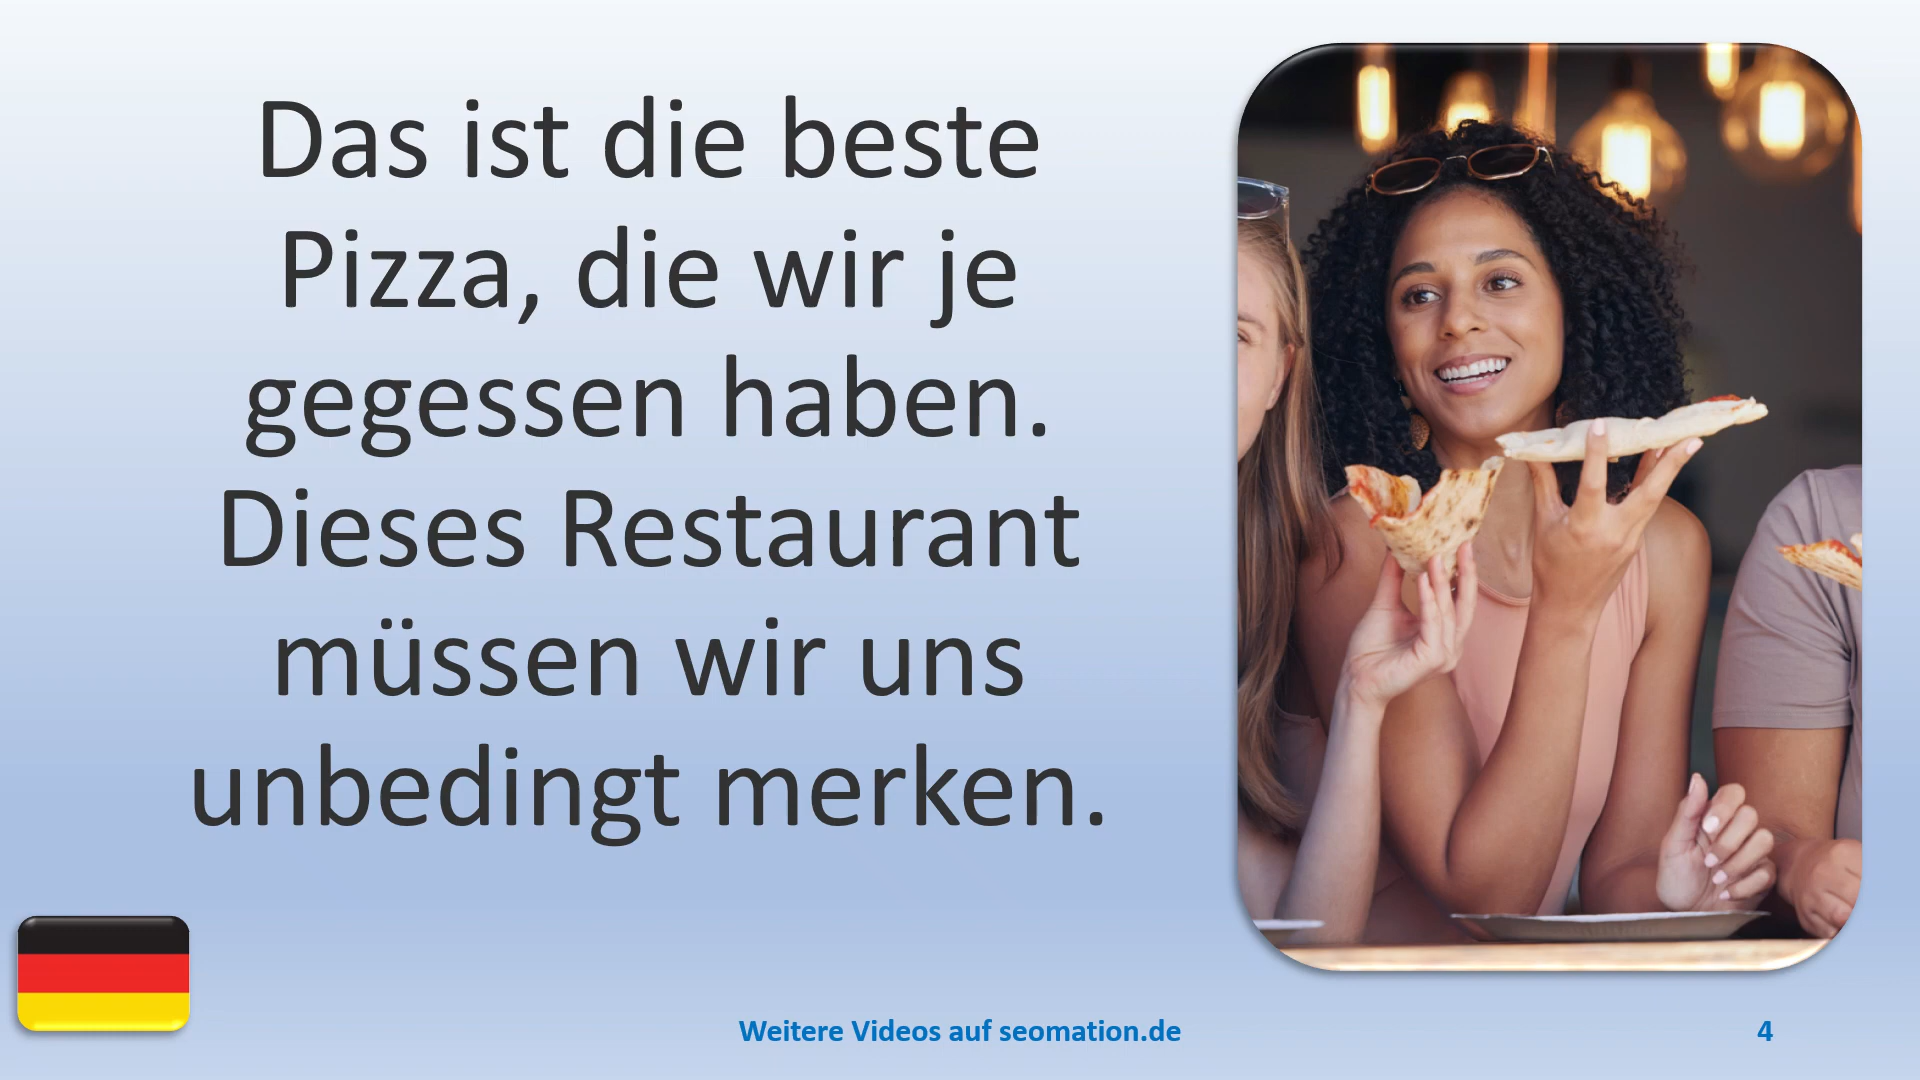 Das ist die beste
Pizza, die wir je
gegessen haben.
Dieses Restaurant
müssen wir uns
unbedingt merken.
Weitere Videos auf seomation.de
4